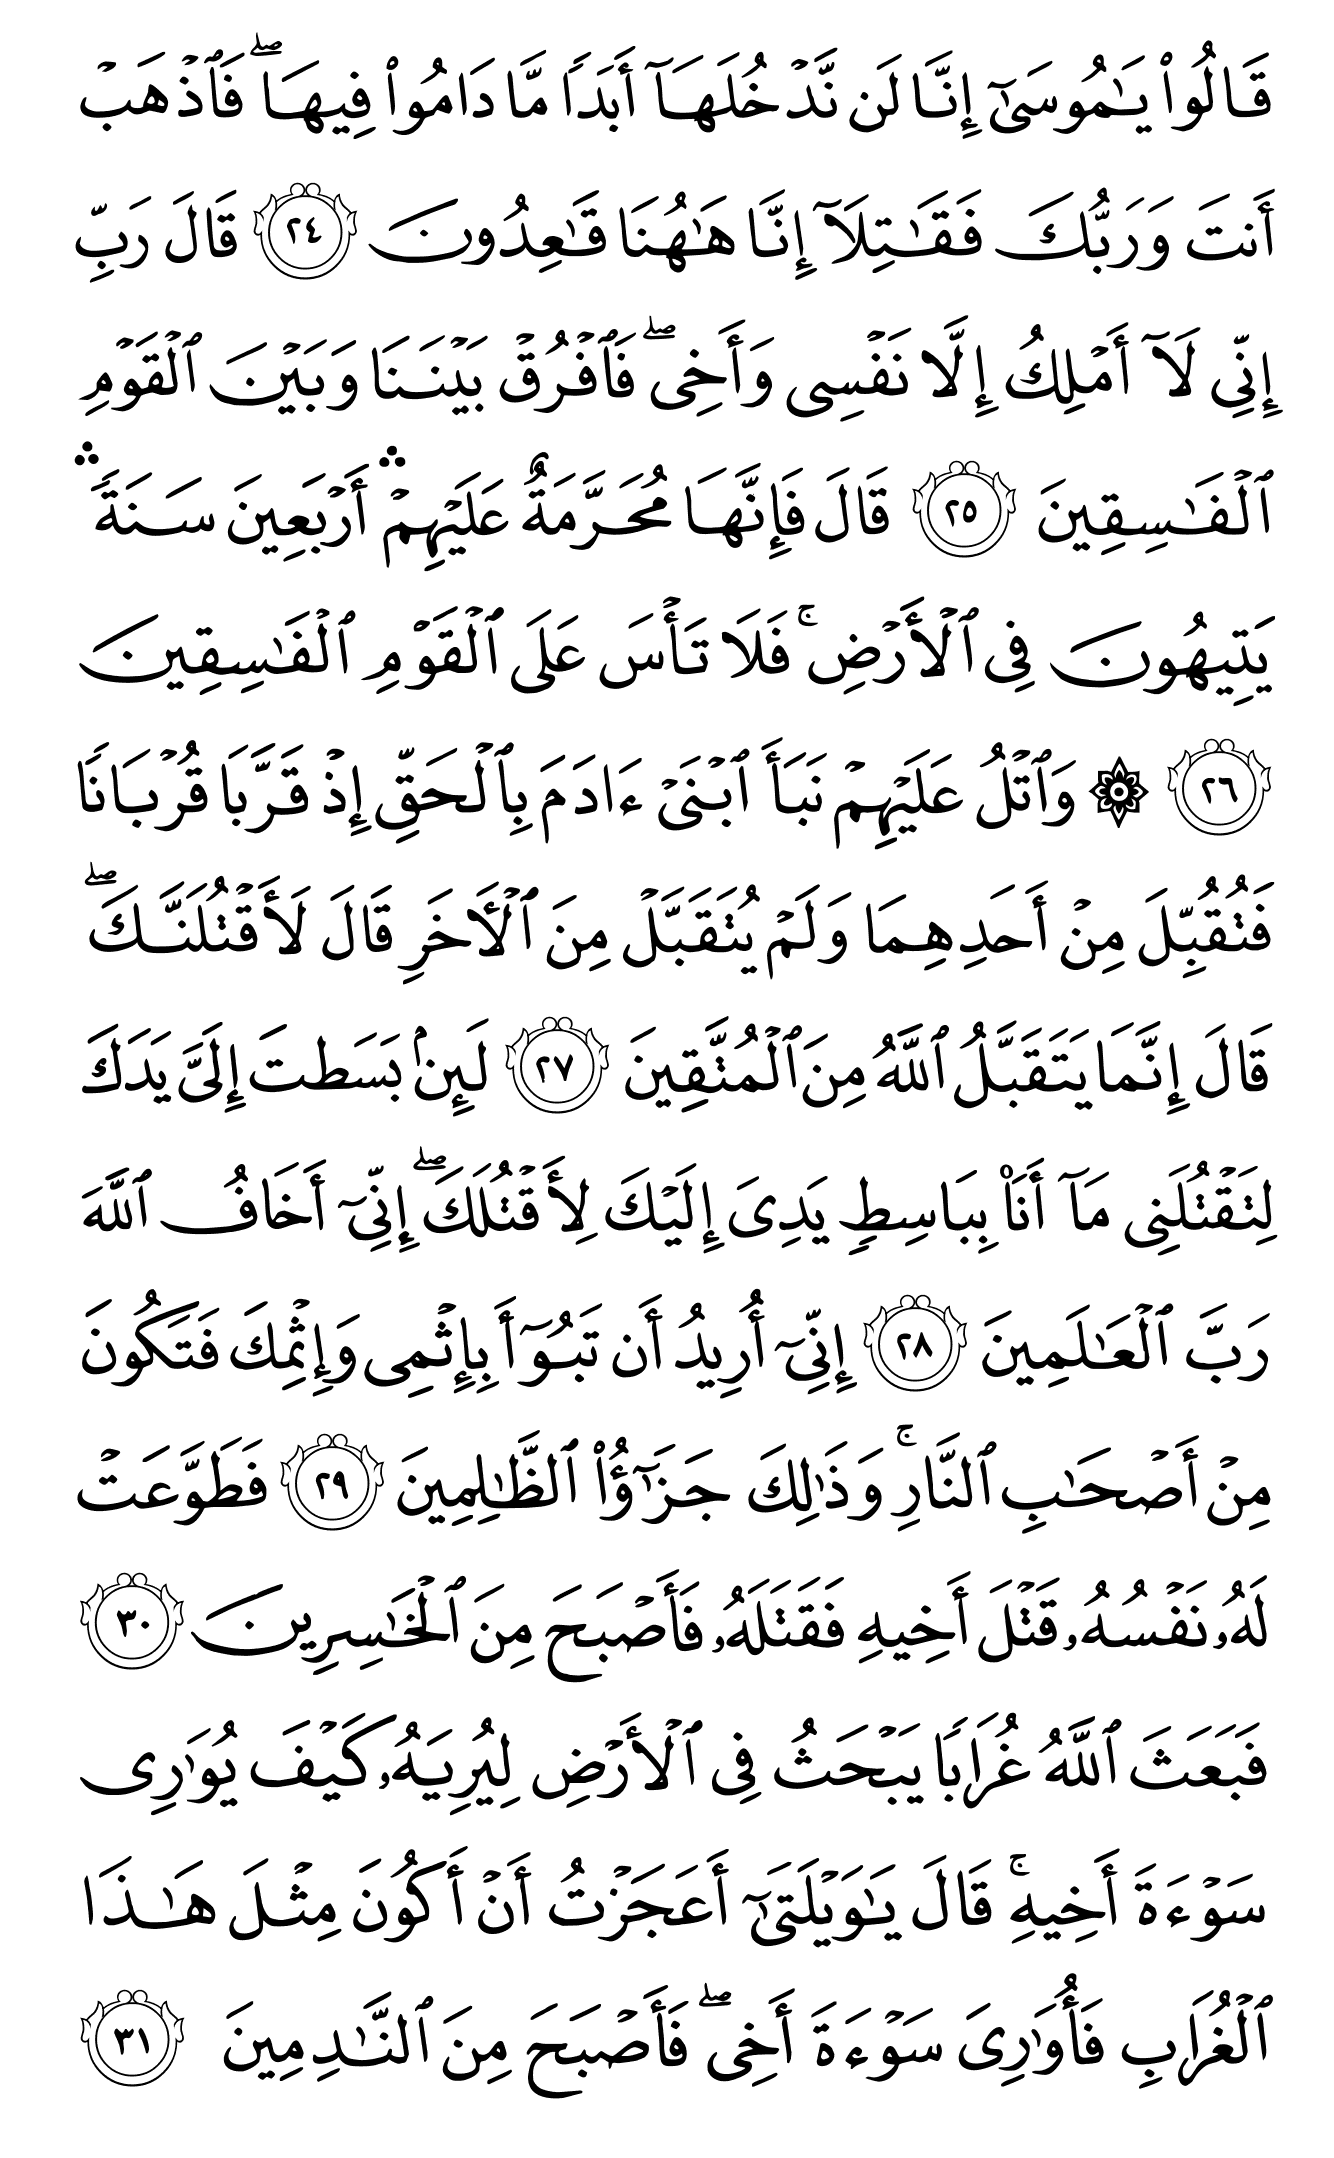 قَالُوا۟ يَـٰمُوسَىٰٓ إِنَّا لَن نَّدْخُلَهَآ أَبَدًا مَّا دَامُوا۟ فِيهَا ۖ فَٱذْهَبْ
أَنتَ وَرَبُّكَ فَقَـٰتِلَآ إِنَّا هَـٰهُنَا قَـٰعِدُونَ ٢٤ قَالَ رَبِّ
إِنِّى لَآ أَمْلِكُ إِلَّا نَفْسِى وَأَخِى ۖ فَٱفْرُقْ بَيْنَنَا وَبَيْنَ ٱلْقَوْمِ
ٱلْفَـٰسِقِينَ ٢٥ قَالَ فَإِنَّهَا مُحَرَّمَةٌ عَلَيْهِمْ ۛ أَرْبَعِينَ سَنَةً ۛ
يَتِيهُونَ فِى ٱلْأَرْضِ ۚ فَلَا تَأْسَ عَلَى ٱلْقَوْمِ ٱلْفَـٰسِقِينَ
٢٦ ۞ وَٱتْلُ عَلَيْهِمْ نَبَأَ ٱبْنَىْ ءَادَمَ بِٱلْحَقِّ إِذْ قَرَّبَا قُرْبَانًا
فَتُقُبِّلَ مِنْ أَحَدِهِمَا وَلَمْ يُتَقَبَّلْ مِنَ ٱلْـَٔاخَرِ قَالَ لَأَقْتُلَنَّكَ ۖ
قَالَ إِنَّمَا يَتَقَبَّلُ ٱللَّهُ مِنَ ٱلْمُتَّقِينَ ٢٧ لَئِنۢ بَسَطتَ إِلَىَّ يَدَكَ
لِتَقْتُلَنِى مَآ أَنَا۠ بِبَاسِطٍ يَدِىَ إِلَيْكَ لِأَقْتُلَكَ ۖ إِنِّىٓ أَخَافُ ٱللَّهَ
رَبَّ ٱلْعَـٰلَمِينَ ٢٨ إِنِّىٓ أُرِيدُ أَن تَبُوٓأَ بِإِثْمِى وَإِثْمِكَ فَتَكُونَ
مِنْ أَصْحَـٰبِ ٱلنَّارِ ۚ وَذَٰلِكَ جَزَٰٓؤُا۟ ٱلظَّـٰلِمِينَ ٢٩ فَطَوَّعَتْ
لَهُۥ نَفْسُهُۥ قَتْلَ أَخِيهِ فَقَتَلَهُۥ فَأَصْبَحَ مِنَ ٱلْخَـٰسِرِينَ ٣٠
فَبَعَثَ ٱللَّهُ غُرَابًا يَبْحَثُ فِى ٱلْأَرْضِ لِيُرِيَهُۥ كَيْفَ يُوَٰرِى
سَوْءَةَ أَخِيهِ ۚ قَالَ يَـٰوَيْلَتَىٰٓ أَعَجَزْتُ أَنْ أَكُونَ مِثْلَ هَـٰذَا
ٱلْغُرَابِ فَأُوَٰرِىَ سَوْءَةَ أَخِى ۖ فَأَصْبَحَ مِنَ ٱلنَّـٰدِمِينَ ٣١